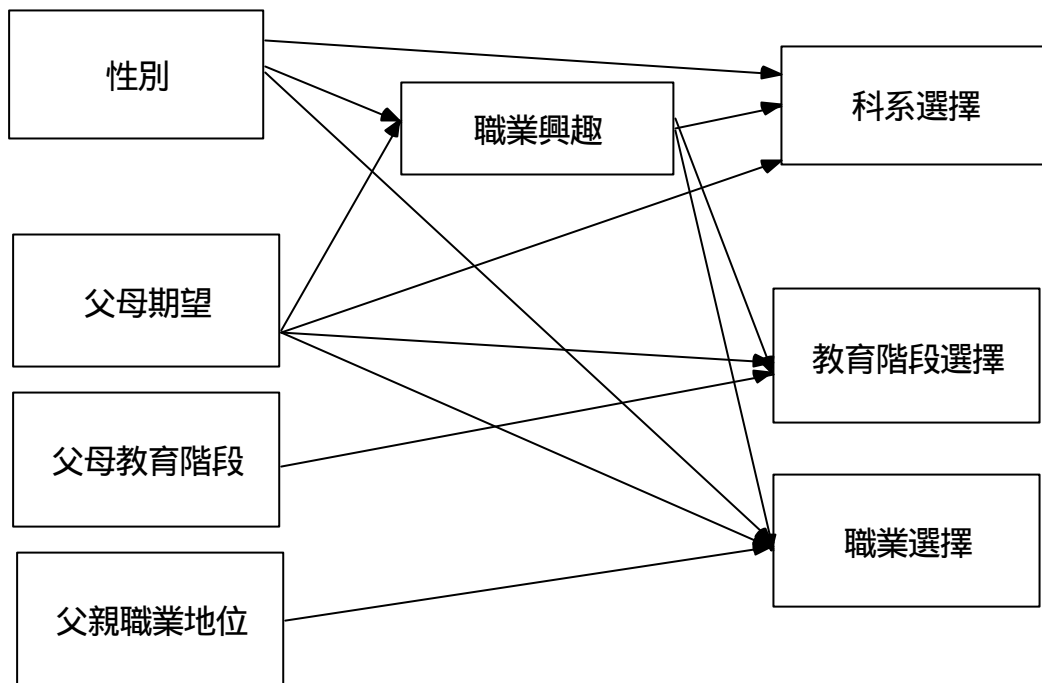 性別
職業興趣
科系選擇
父母期望
教育階段選擇
父母教育階段
職業選擇
父親職業地位